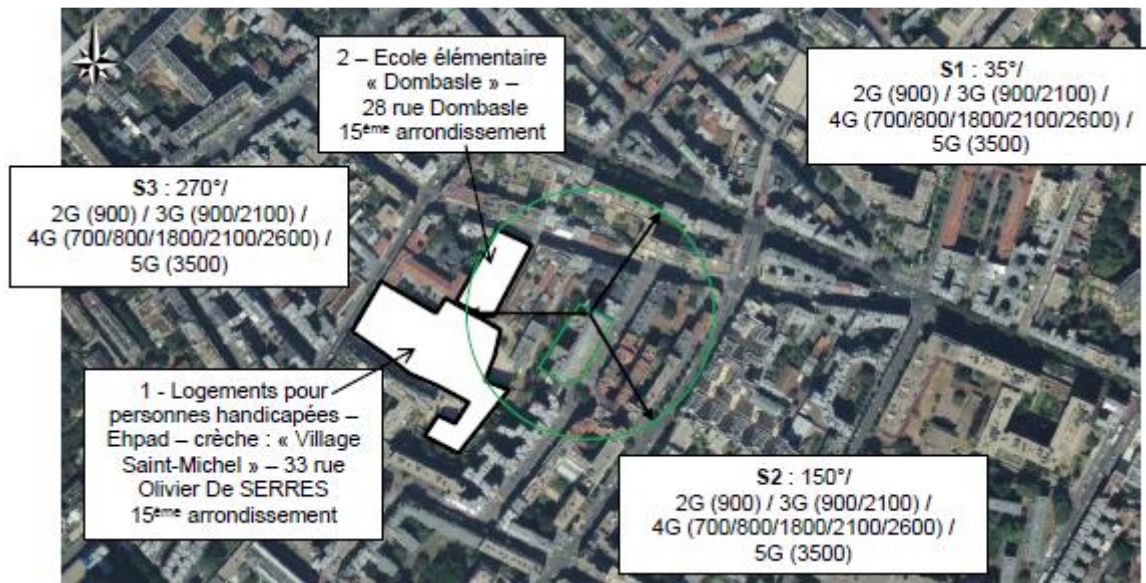 2 – Ecole élémentaire
« Dombasle » –
28 rue Dombasle
15ème arrondissement
S1 : 35°/
2G (900) / 3G (900/2100) /
4G (700/800/1800/2100/2600) /
5G (3500)
S3 : 270°/
2G (900) / 3G (900/2100) /
4G (700/800/1800/2100/2600) /
5G (3500)
1 - Logements pour
personnes handicapées –
Ehpad – crèche : « Village
Saint-Michel » – 33 rue
Olivier De SERRES
15ème arrondissement
S2 : 150°/
2G (900) / 3G (900/2100) /
4G (700/800/1800/2100/2600) /
5G (3500)